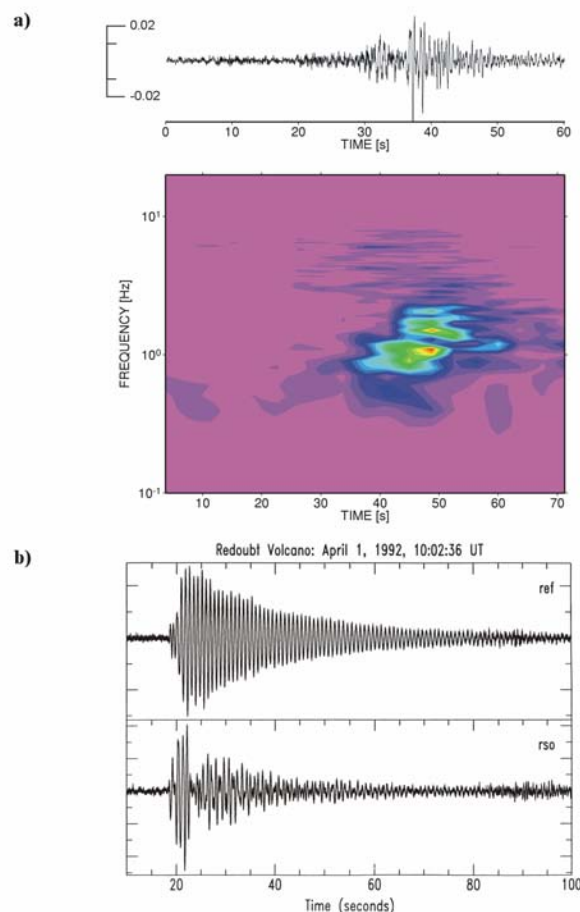 a)
0.02
-0.02
0 10 20 30 40 50 60
TIME [s]
FREQUENCY [Hz]
10¹
10⁰
10⁻¹
10 20 30 40 50 60 70
TIME [s]
b)
Redoubt Volcano: April 1, 1992, 10:02:36 UT
ref
rso
20 40 60 80 100
Time (seconds)